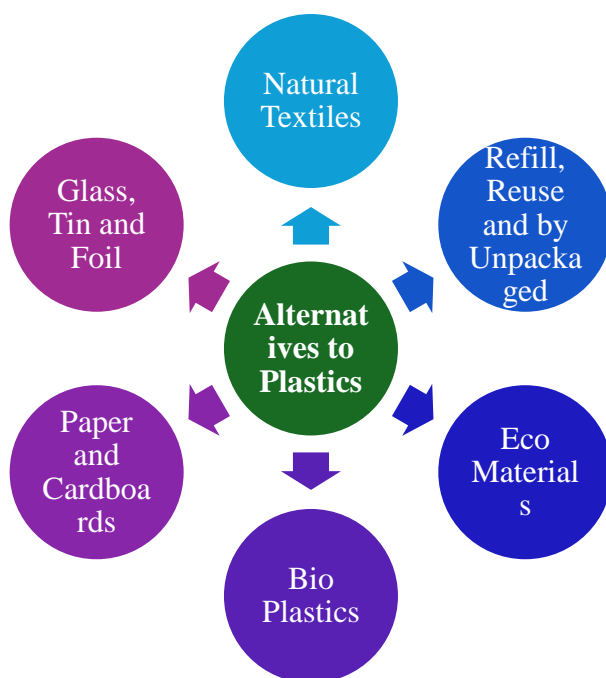 Natural
Textiles
Refill,
Reuse
and by
Unpacka
ged
Eco
Material
s
Bio
Plastics
Paper
and
Cardboa
rds
Glass,
Tin and
Foil
Alternat
ives to
Plastics